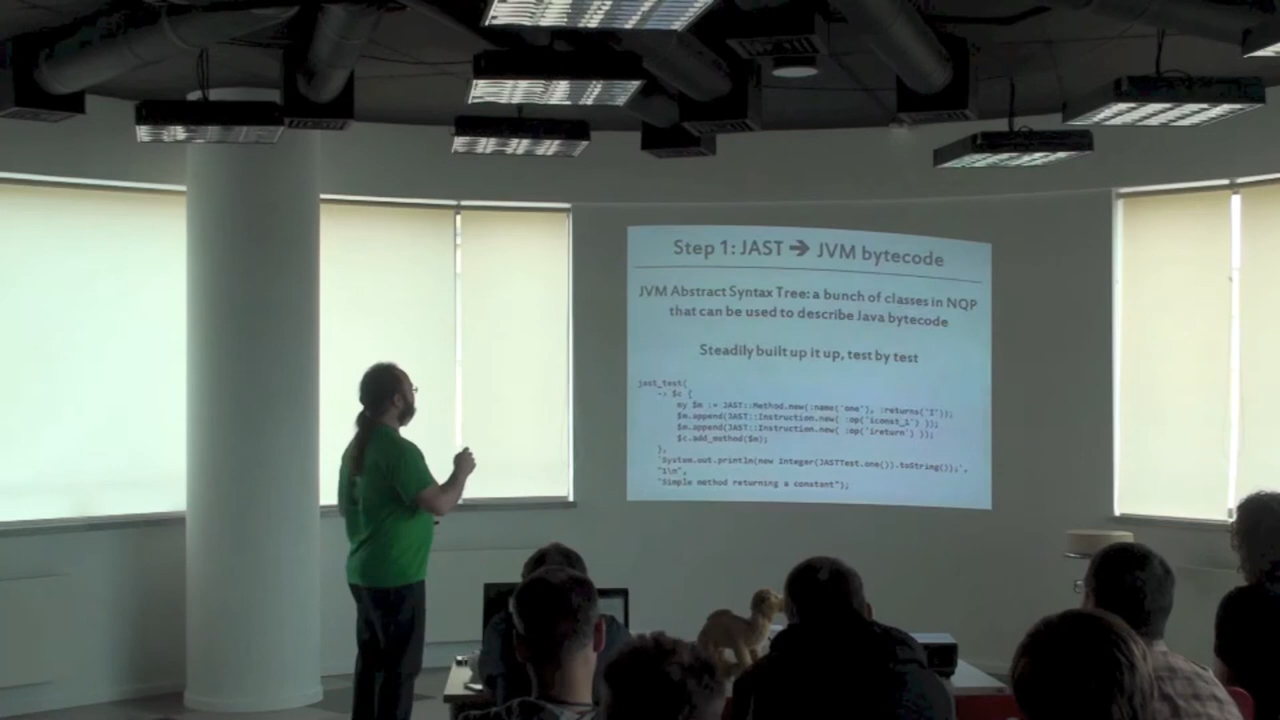 Step 1: JAST ➔ JVM bytecode
JVM Abstract Syntax Tree: a bunch of classes in NQP
that can be used to describe Java bytecode
Steadily built up it up, test by test
jast_test(
-> $c {
my $m := JAST::Method.new(:name('one'), :returns('I'));
$m.append(JAST::Instruction.new( :op('iconst_1') ));
$m.append(JAST::Instruction.new( :op('ireturn') ));
$c.add_method($m);
},
'System.out.println(new Integer(JASTTest.one()).toString());',
"1\n",
"Simple method returning a constant");